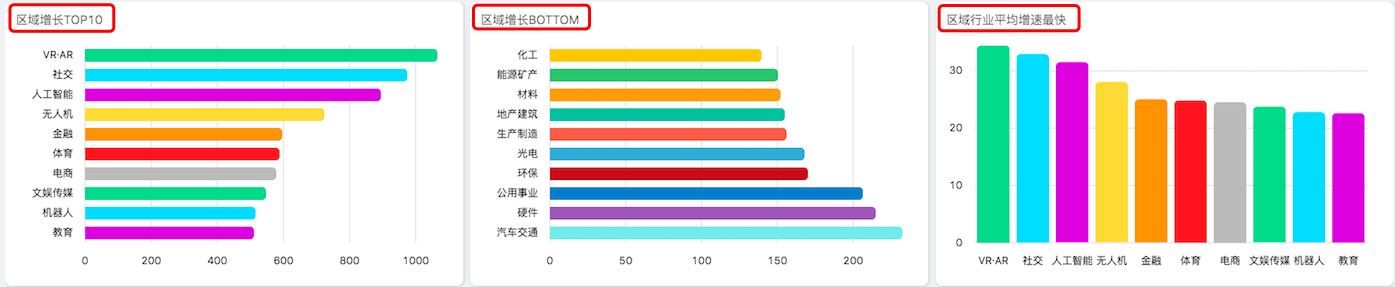 区域增长TOP10
VR·AR
社交
人工智能
无人机
金融
体育
电商
文娱传媒
机器人
教育
0 200 400 600 800 1000
区域增长BOTTOM
化工
能源矿产
材料
地产建筑
生产制造
光电
环保
公用事业
硬件
汽车交通
0 50 100 150 200
区域行业平均增速最快
30
20
10
0
VR·AR 社交 人工智能 无人机 金融 体育 电商 文娱传媒 机器人 教育